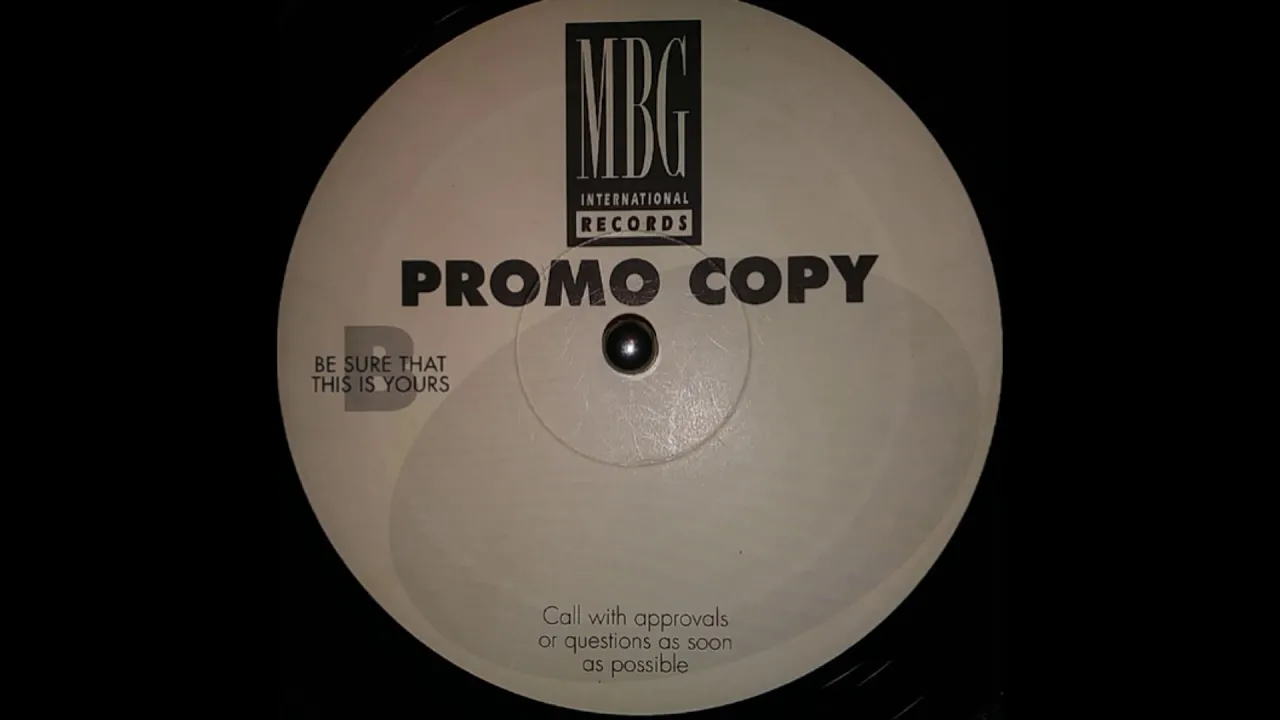 MBG
INTERNATIONAL
RECORDS
PROMO COPY
B
BE SURE THAT
THIS IS YOURS
Call with approvals
or questions as soon
as possible